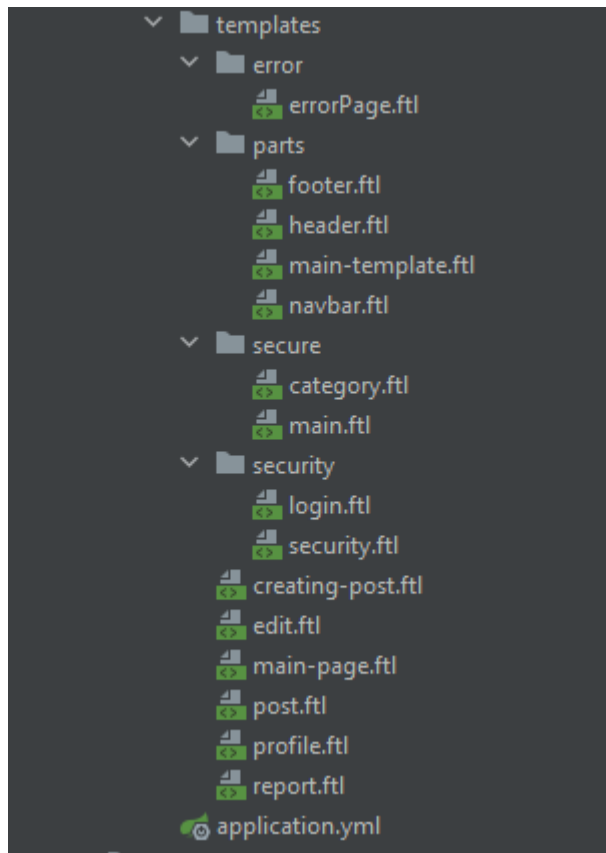 templates
error
errorPage.ftl
parts
footer.ftl
header.ftl
main-template.ftl
navbar.ftl
secure
category.ftl
main.ftl
security
login.ftl
security.ftl
creating-post.ftl
edit.ftl
main-page.ftl
post.ftl
profile.ftl
report.ftl
application.yml